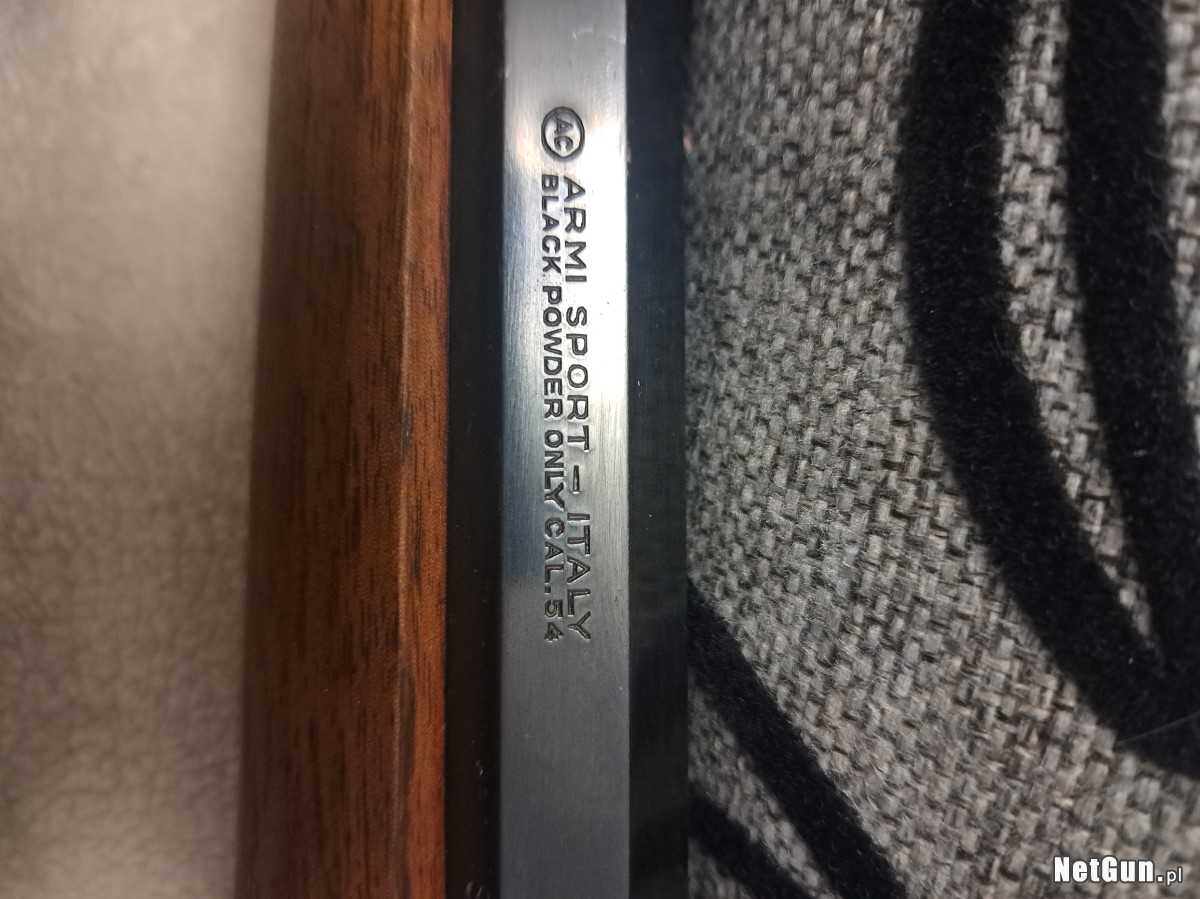 AC
ARMI SPORT - ITALY
BLACK POWDER ONLY CAL. 54
NetGun.pl